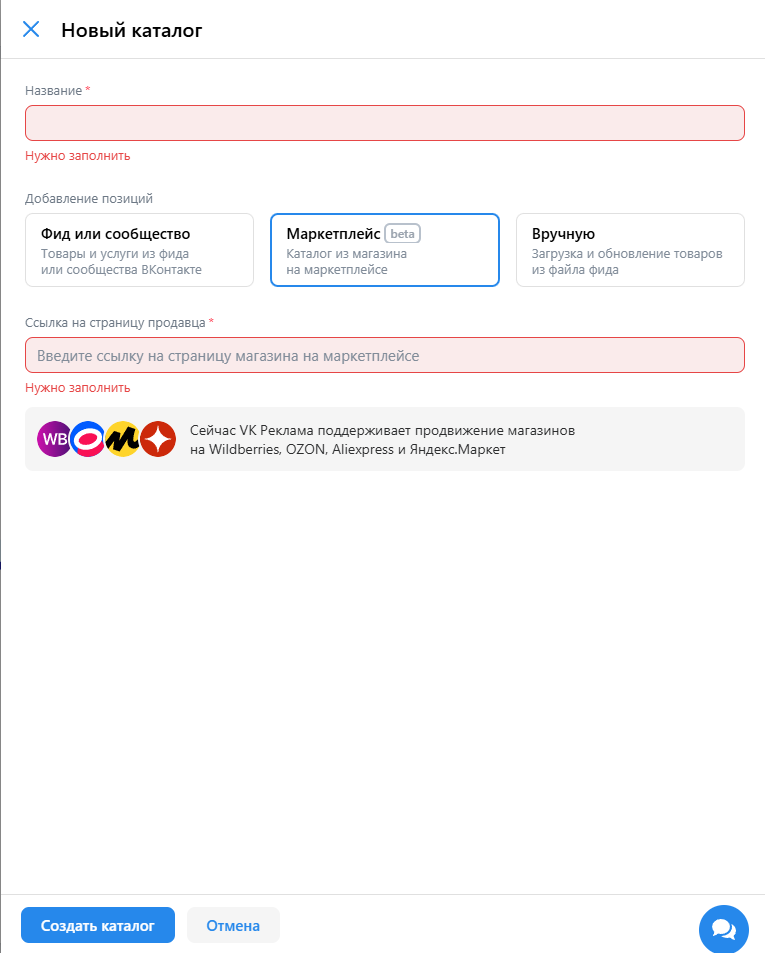 Новый каталог
Название *
Нужно заполнить
Добавление позиций
Фид или сообщество
Товары и услуги из фида
или сообщества ВКонтакте
Маркетплейс beta
Каталог из магазина
на маркетплейсе
Вручную
Загрузка и обновление товаров
из файла фида
Ссылка на страницу продавца *
Введите ссылку на страницу магазина на маркетплейсе
Нужно заполнить
WB
Сейчас VK Реклама поддерживает продвижение магазинов
на Wildberries, OZON, Aliexpress и Яндекс.Маркет
Создать каталог
Отмена